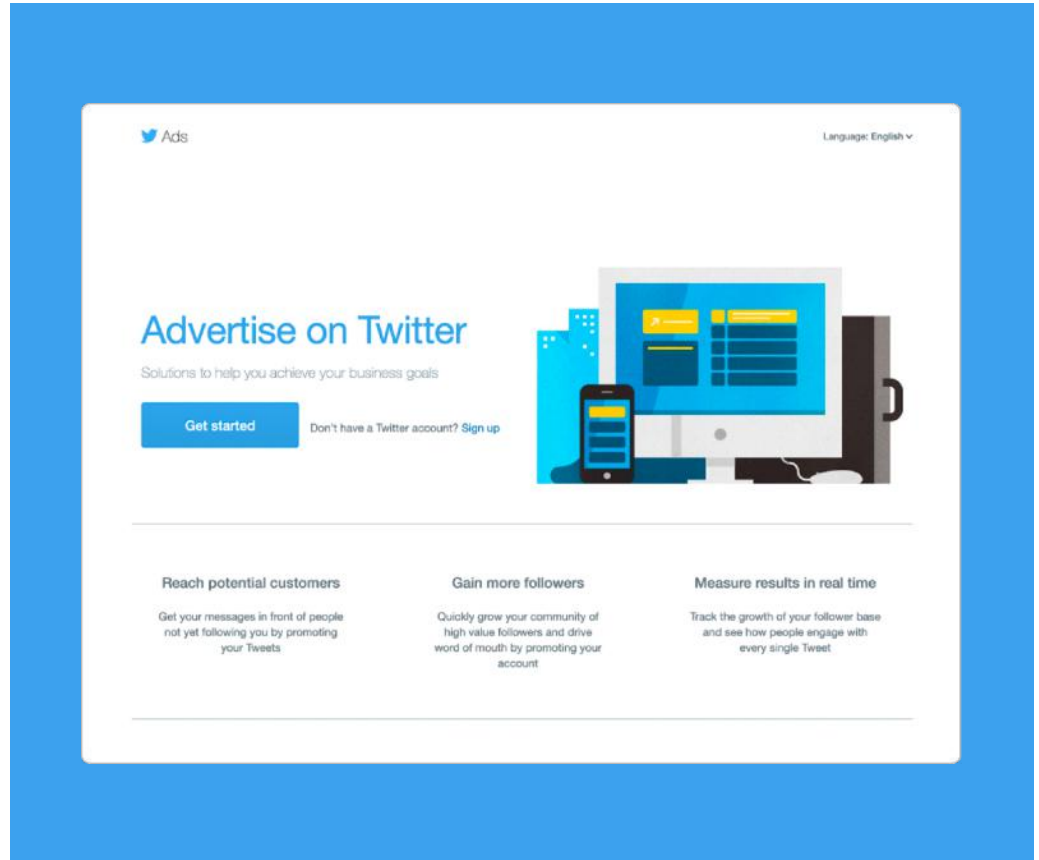 Ads
Language: English
Advertise on Twitter
Solutions to help you achieve your business goals
Get started
Don't have a Twitter account? Sign up
Reach potential customers
Get your messages in front of people
not yet following you by promoting
your Tweets
Gain more followers
Quickly grow your community of
high value followers and drive
word of mouth by promoting your
account
Measure results in real time
Track the growth of your follower base
and see how people engage with
every single Tweet